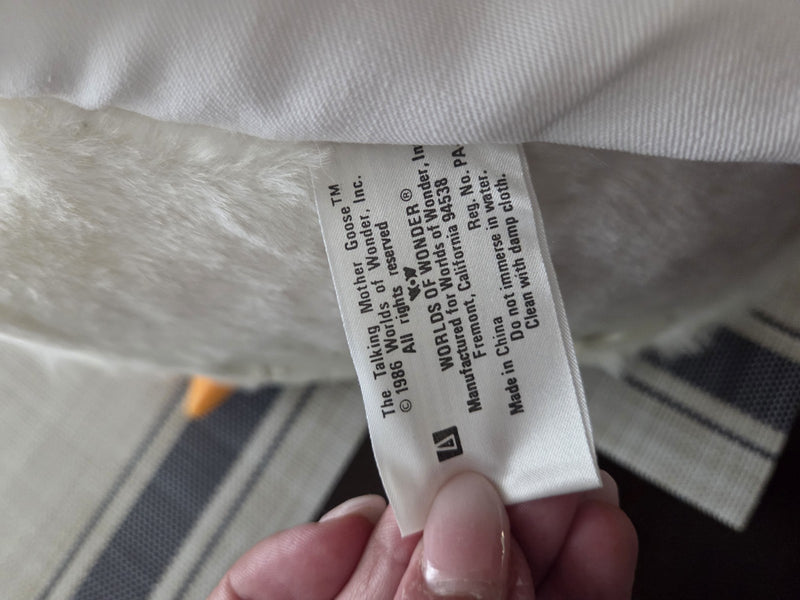 The Talking Mother Goose™
© 1986 Worlds of Wonder, Inc.
All rights reserved
WORLDS OF WONDER®
Manufactured for Worlds of Wonder, In
Fremont, California 94538
Reg. No. PA
Made in China
Do not immerse in water.
Clean with damp cloth.